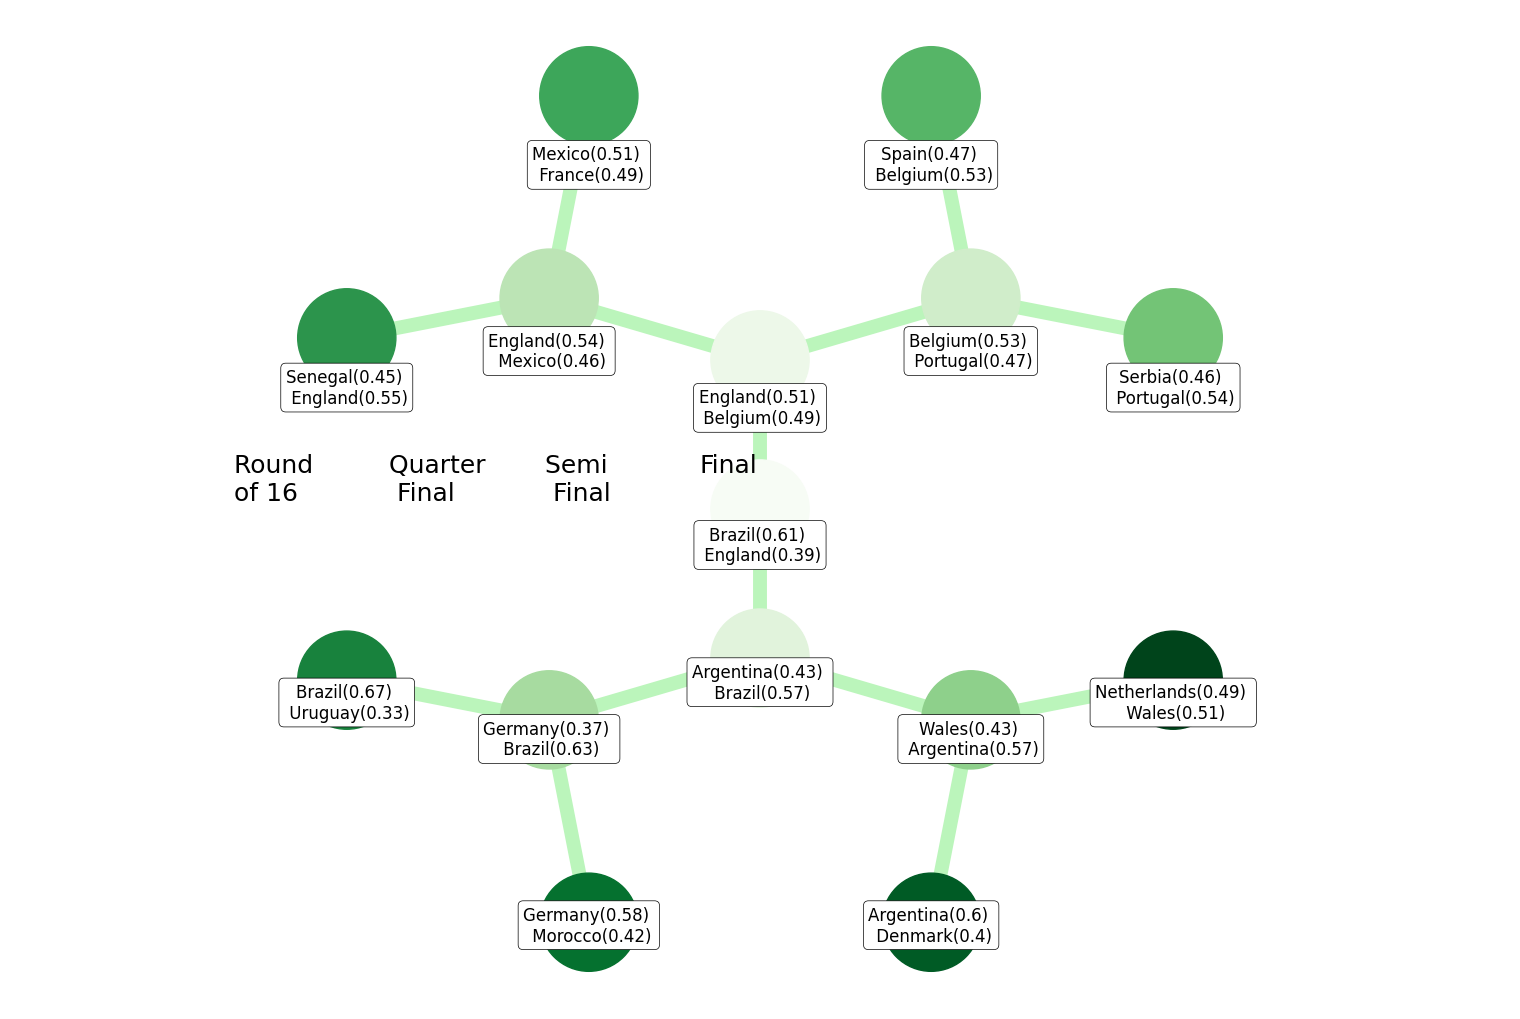 Mexico(0.51)
France(0.49)
Spain(0.47)
Belgium(0.53)
England(0.54)
Mexico(0.46)
Belgium(0.53)
Portugal(0.47)
Senegal(0.45)
England(0.55)
England(0.51)
Belgium(0.49)
Serbia(0.46)
Portugal(0.54)
Round
of 16
Quarter
Final
Semi
Final
Final
Brazil(0.61)
England(0.39)
Argentina(0.43)
Brazil(0.57)
Brazil(0.67)
Uruguay(0.33)
Netherlands(0.49)
Wales(0.51)
Germany(0.37)
Brazil(0.63)
Wales(0.43)
Argentina(0.57)
Germany(0.58)
Morocco(0.42)
Argentina(0.6)
Denmark(0.4)